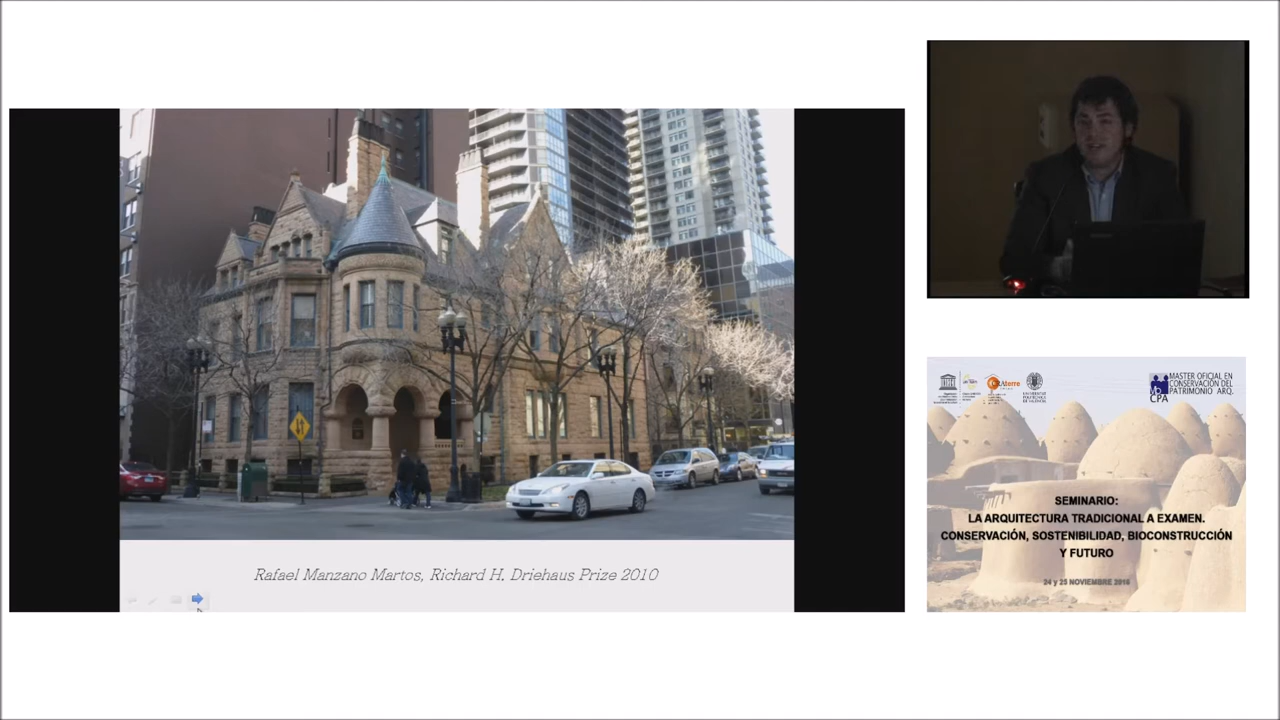 Rafael Manzano Martos, Richard H. Driehaus Prize 2010
MASTER OFICIAL EN
CONSERVACIÓN DEL
PATRIMONIO ARQ.
CPA
SEMINARIO:
LA ARQUITECTURA TRADICIONAL A EXAMEN.
CONSERVACIÓN, SOSTENIBILIDAD, BIOCONSTRUCCIÓN
Y FUTURO
24 y 25 NOVIEMBRE 2016